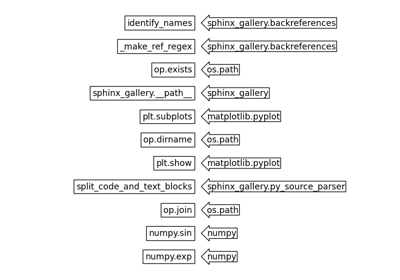 identify_names sphinx_gallery.backreferences
_make_ref_regex sphinx_gallery.backreferences
op.exists os.path
sphinx_gallery.__path__ sphinx_gallery
plt.subplots matplotlib.pyplot
op.dirname os.path
plt.show matplotlib.pyplot
split_code_and_text_blocks sphinx_gallery.py_source_parser
op.join os.path
numpy.sin numpy
numpy.exp numpy